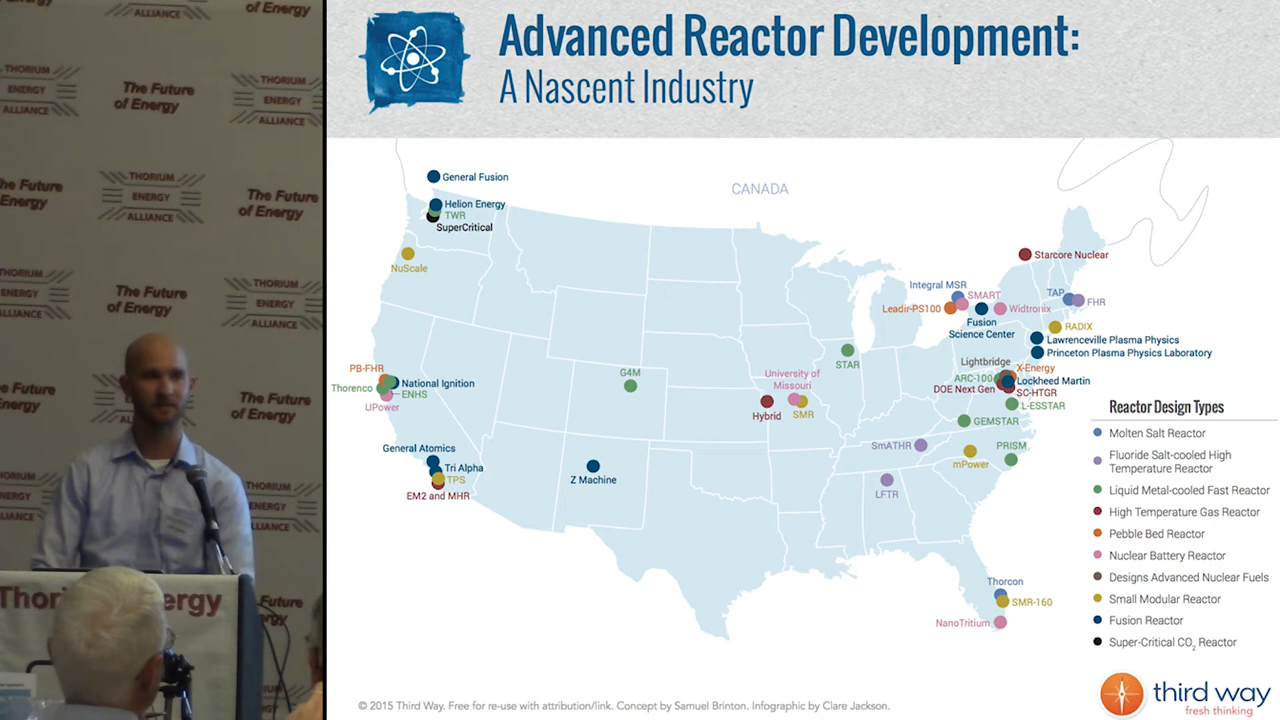 Advanced Reactor Development:
A Nascent Industry
CANADA
General Fusion
Helion Energy
TWR
SuperCritical
NuScale
PB-FHR
National Ignition
Thorenco
ENHS
UPower
General Atomics
Tri Alpha
TPS
EM2 and MHR
G4M
Z Machine
University of
Missouri
Hybrid
SMR
STAR
Starcore Nuclear
Integral MSR
SMART
Leadir-PS100
Widtronix
Fusion
Science Center
TAP
FHR
RADIX
Lawrenceville Plasma Physics
Princeton Plasma Physics Laboratory
Lightbridge
X-Energy
ARC-100
Lockheed Martin
DOE Next Gen
SC-HTGR
L-ESSTAR
GEMSTAR
SmATHR
mPower
PRISM
LFTR
Thorcon
SMR-160
NanoTritium
Reactor Design Types
Molten Salt Reactor
Fluoride Salt-cooled High
Temperature Reactor
Liquid Metal-cooled Fast Reactor
High Temperature Gas Reactor
Pebble Bed Reactor
Nuclear Battery Reactor
Designs Advanced Nuclear Fuels
Small Modular Reactor
Fusion Reactor
Super-Critical CO2 Reactor
© 2015 Third Way. Free for re-use with attribution/link. Concept by Samuel Brinton. Infographic by Clare Jackson.
third way
fresh thinking
THORIUM
ENERGY
ALLIANCE
The Future
of Energy
THORIUM
ENERGY
ALLIANCE
THORIUM
ENERGY
ALLIANCE
The Future
of Energy
The Future
of Energy
THORIUM
ENERGY
ALLIANCE
The Future
of Energy